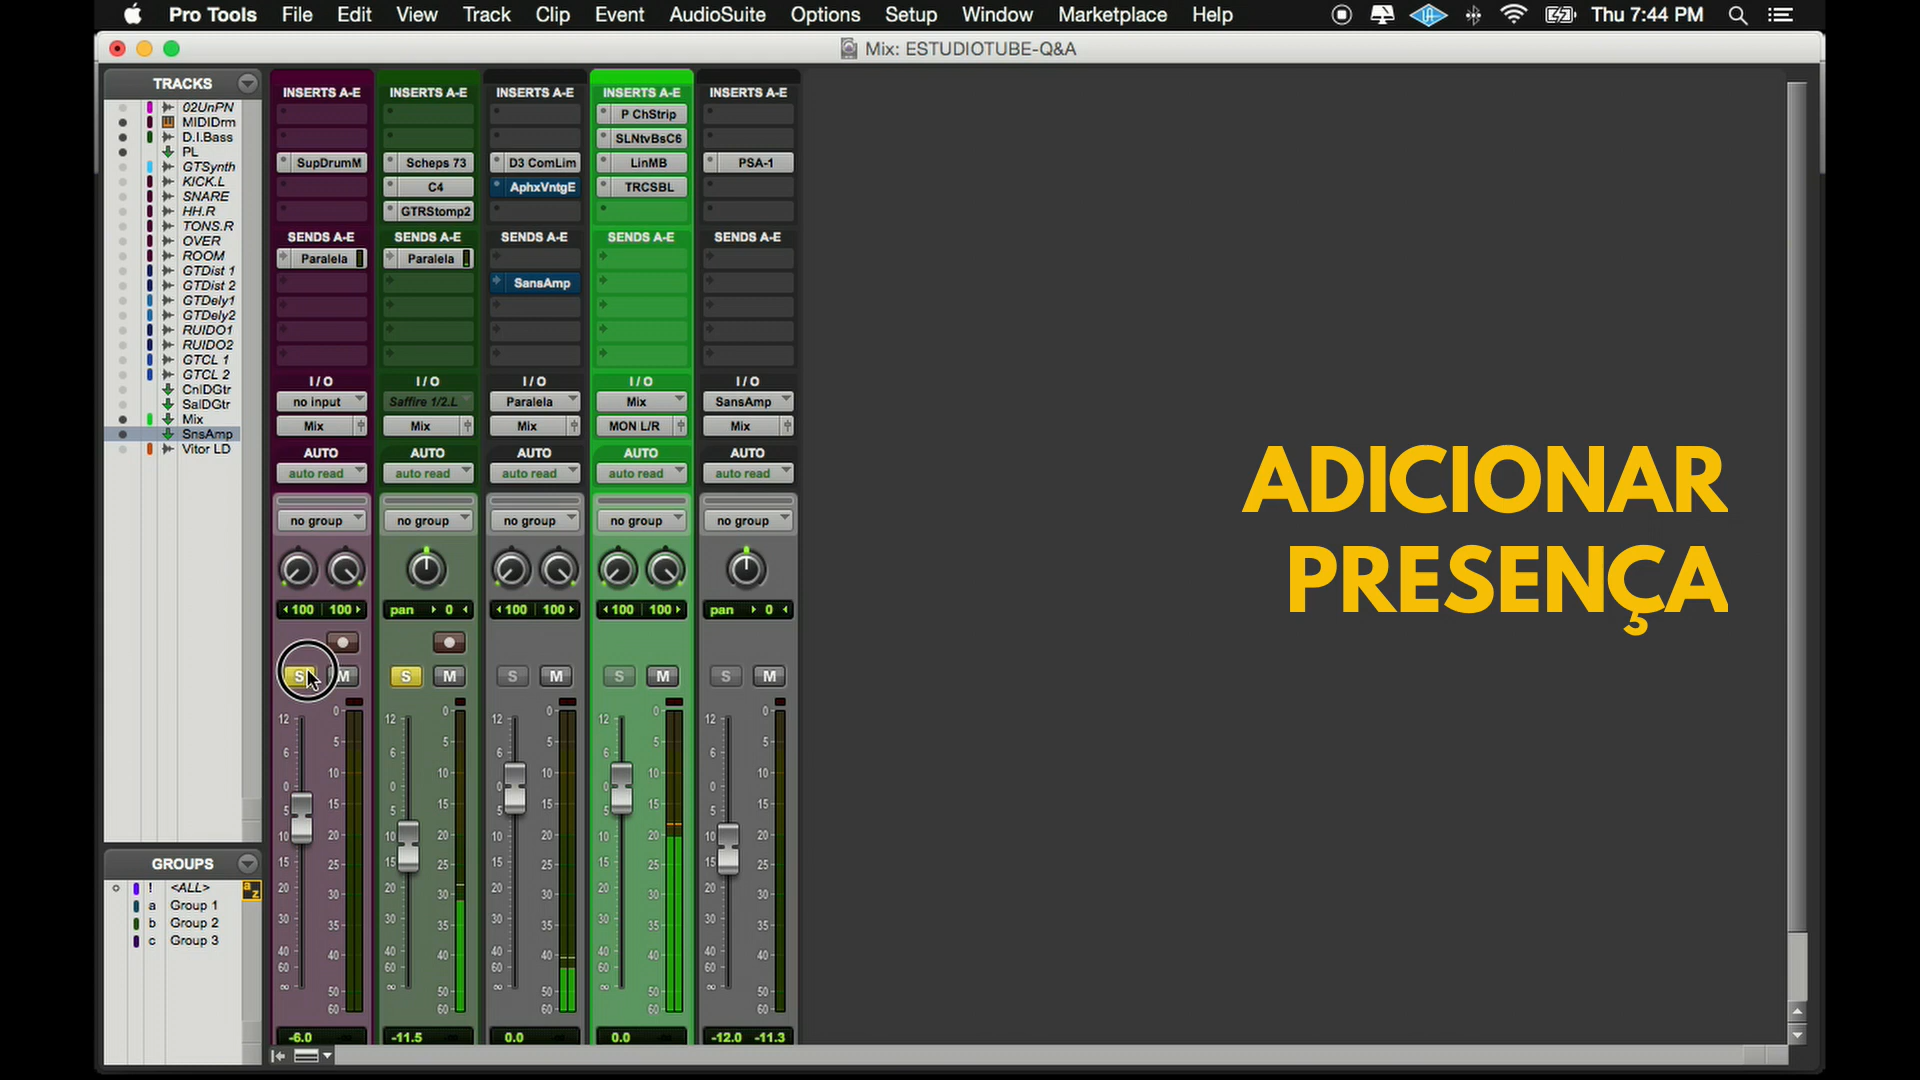 Pro Tools File Edit View Track Clip Event AudioSuite Options Setup Window Marketplace Help Thu 7:44 PM
Mix: ESTUDIOTUBE-Q&A
TRACKS
02UnPN
MIDIDrm
D.I.Bass
PL
GTSynth
KICK.L
SNARE
HH.R
TONS.R
OVER
ROOM
GTDist 1
GTDist 2
GTDely1
GTDely2
RUIDO1
RUIDO2
GTCL 1
GTCL 2
CnlDGtr
SalDGtr
Mix
SnsAmp
Vitor LD
GROUPS
! <ALL>
a Group 1
b Group 2
c Group 3
INSERTS A-E INSERTS A-E INSERTS A-E INSERTS A-E INSERTS A-E
P ChStrip
SLNtvBsC6
SupDrumM Scheps 73 D3 ComLim LinMB PSA-1
C4 AphxVntgE TRCSBL
GTRStomp2
SENDS A-E SENDS A-E SENDS A-E SENDS A-E SENDS A-E
Paralela Paralela
SansAmp
I / O I / O I / O I / O I / O
no input Saffire 1/2.L Paralela Mix SansAmp
Mix Mix Mix MON L/R Mix
AUTO AUTO AUTO AUTO AUTO
auto read auto read auto read auto read auto read
no group no group no group no group no group
100 100 pan 0 100 100 100 100 pan 0
S M S M S M S M S M
-6.0 -11.5 0.0 0.0 -12.0 -11.3
ADICIONAR
PRESENÇA